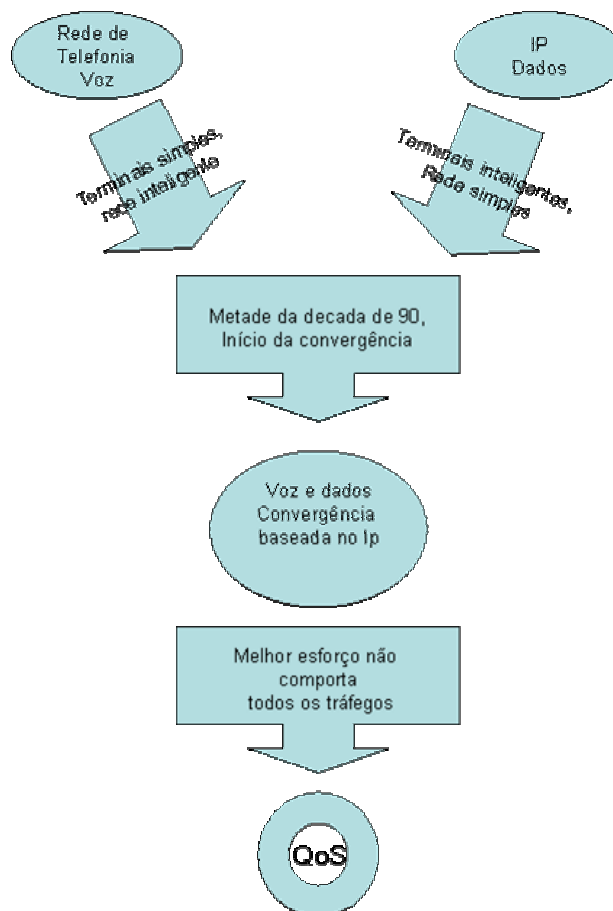 Rede de
Telefonia
Voz
IP
Dados
Terminais simples,
rede inteligente
Terminais inteligentes,
Rede simples
Metade da decada de 90,
Início da convergência
Voz e dados
Convergência
baseada no Ip
Melhor esforço não
comporta
todos os tráfegos
QoS